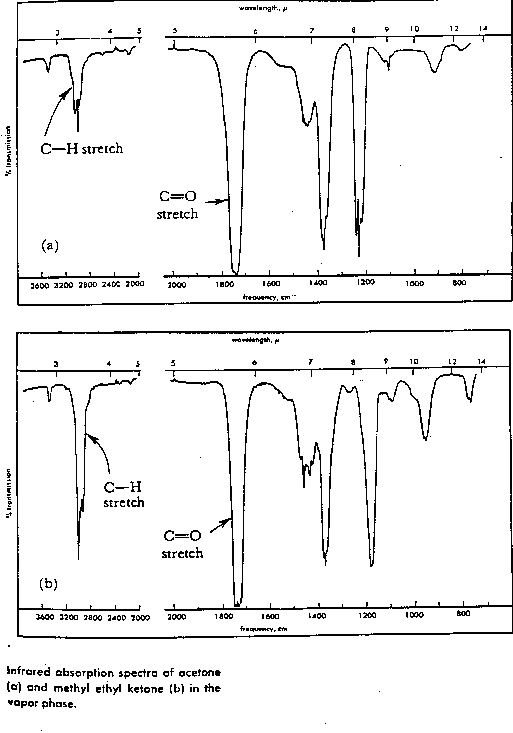 wavelength, μ
3 4 5 5 6 7 8 9 10 12 14
% transmission
C—H stretch
C=O
stretch
(a)
3600 3200 2800 2400 2000 2000 1800 1600 1400 1200 1000 800
frequency, cm⁻¹
wavelength, μ
3 4 5 5 6 7 8 9 10 12 14
% transmission
C—H
stretch
C=O
stretch
(b)
3600 3200 2800 2400 2000 2000 1800 1600 1400 1200 1000 800
frequency, cm
Infrared absorption spectra of acetone
(a) and methyl ethyl ketone (b) in the
vapor phase.